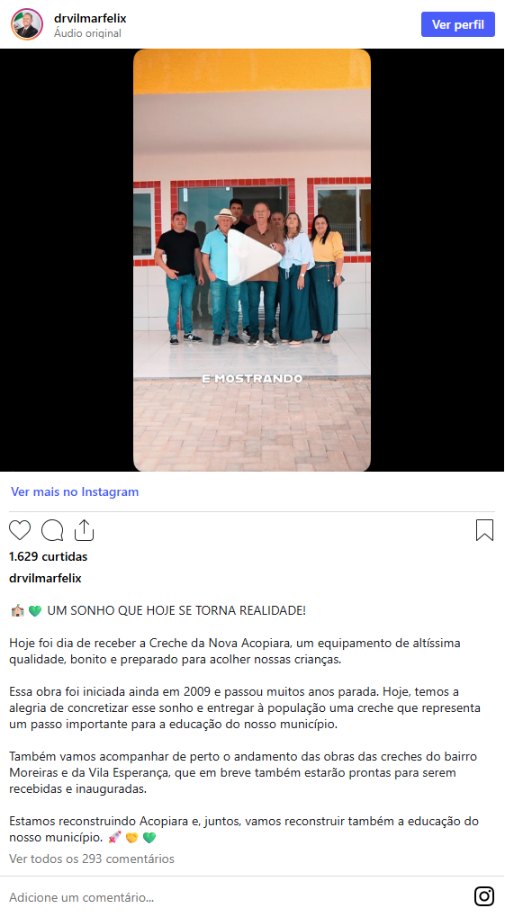 drvilmarfelix
Áudio original
Ver perfil
E MOSTRANDO
Ver mais no Instagram
1.629 curtidas
drvilmarfelix
🏫 💚 UM SONHO QUE HOJE SE TORNA REALIDADE!
Hoje foi dia de receber a Creche da Nova Acopiara, um equipamento de altíssima
qualidade, bonito e preparado para acolher nossas crianças.
Essa obra foi iniciada ainda em 2009 e passou muitos anos parada. Hoje, temos a
alegria de concretizar esse sonho e entregar à população uma creche que representa
um passo importante para a educação do nosso município.
Também vamos acompanhar de perto o andamento das obras das creches do bairro
Moreiras e da Vila Esperança, que em breve também estarão prontas para serem
recebidas e inauguradas.
Estamos reconstruindo Acopiara e, juntos, vamos reconstruir também a educação do
nosso município. 🚀 🤝 💚
Ver todos os 293 comentários
Adicione um comentário...